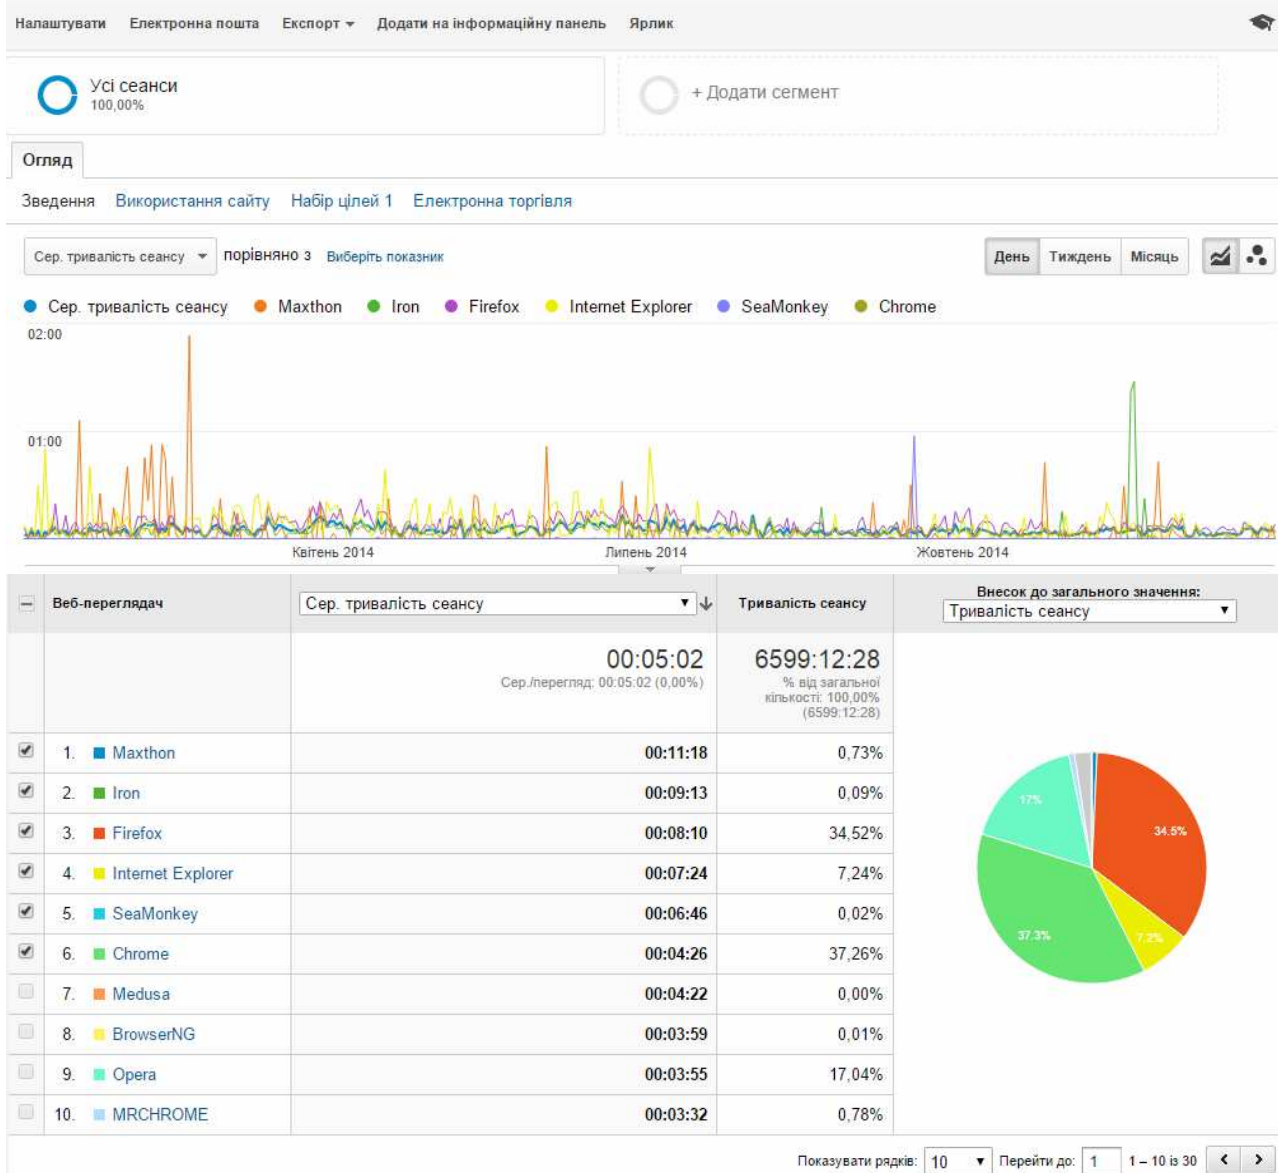 Налаштувати Електронна пошта Експорт Додати на інформаційну панель Ярлик
Усі сеанси
100,00%
+ Додати сегмент
Огляд
Зведення Використання сайту Набір цілей 1 Електронна торгівля
Сер. тривалість сеансу порівняно з Виберіть показник День Тиждень Місяць
Сер. тривалість сеансу Maxthon Iron Firefox Internet Explorer SeaMonkey Chrome
02:00
01:00
Квітень 2014 Липень 2014 Жовтень 2014
Веб-переглядач Сер. тривалість сеансу Тривалість сеансу Внесок до загального значення:
Тривалість сеансу
00:05:02 6599:12:28
Сер./перегляд: 00:05:02 (0,00%) % від загальної
кількості: 100,00%
(6599:12:28)
1. Maxthon 00:11:18 0,73%
2. Iron 00:09:13 0,09%
3. Firefox 00:08:10 34,52%
4. Internet Explorer 00:07:24 7,24%
5. SeaMonkey 00:06:46 0,02%
6. Chrome 00:04:26 37,26%
7. Medusa 00:04:22 0,00%
8. BrowserNG 00:03:59 0,01%
9. Opera 00:03:55 17,04%
10. MRCHROME 00:03:32 0,78%
17%
34.5%
37.3%
7.2%
Показувати рядків: 10 Перейти до: 1 1 – 10 із 30